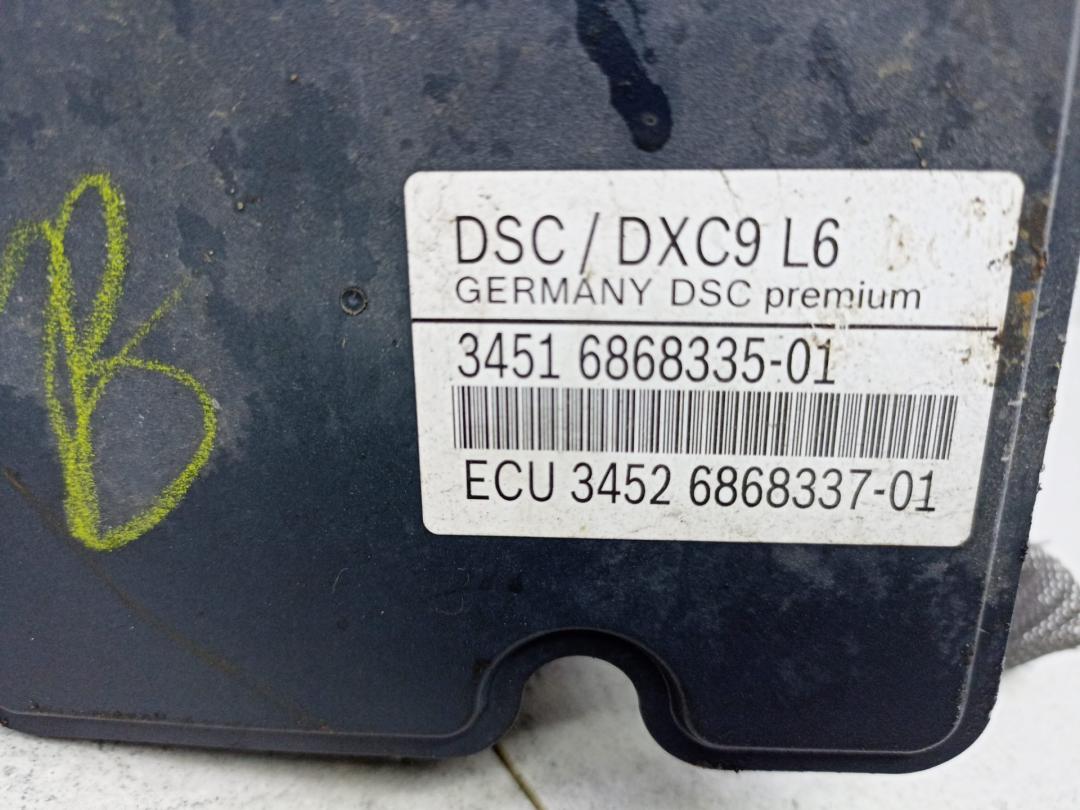 B
DSC / DXC9 L6
GERMANY DSC premium
3451 6868335-01
ECU 3452 6868337-01